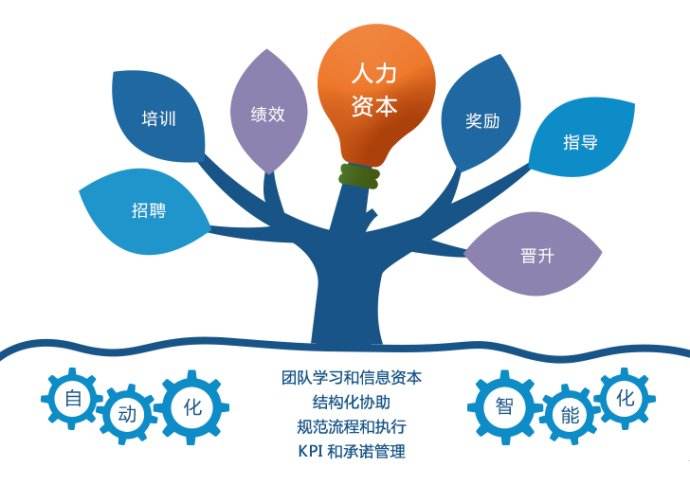 人力
资本
培训
绩效
奖励
指导
招聘
晋升
团队学习和信息资本
结构化协助
规范流程和执行
KPI 和承诺管理
自动化
智能化